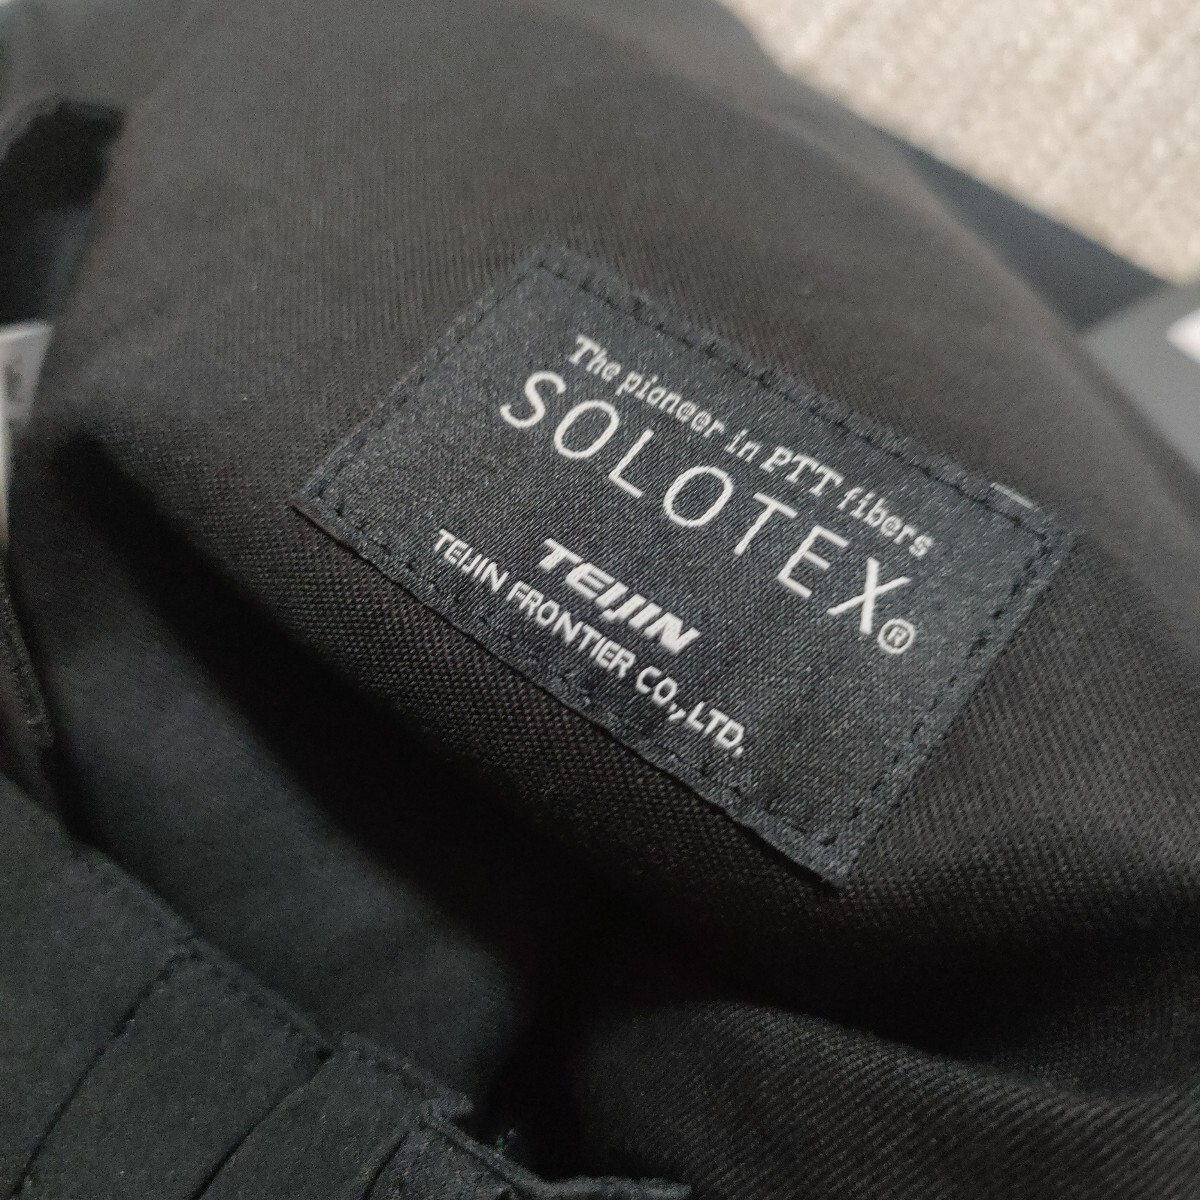 The pioneer in PTT fibers
SOLOTEX®
TEIJIN
TEIJIN FRONTIER CO.,LTD.